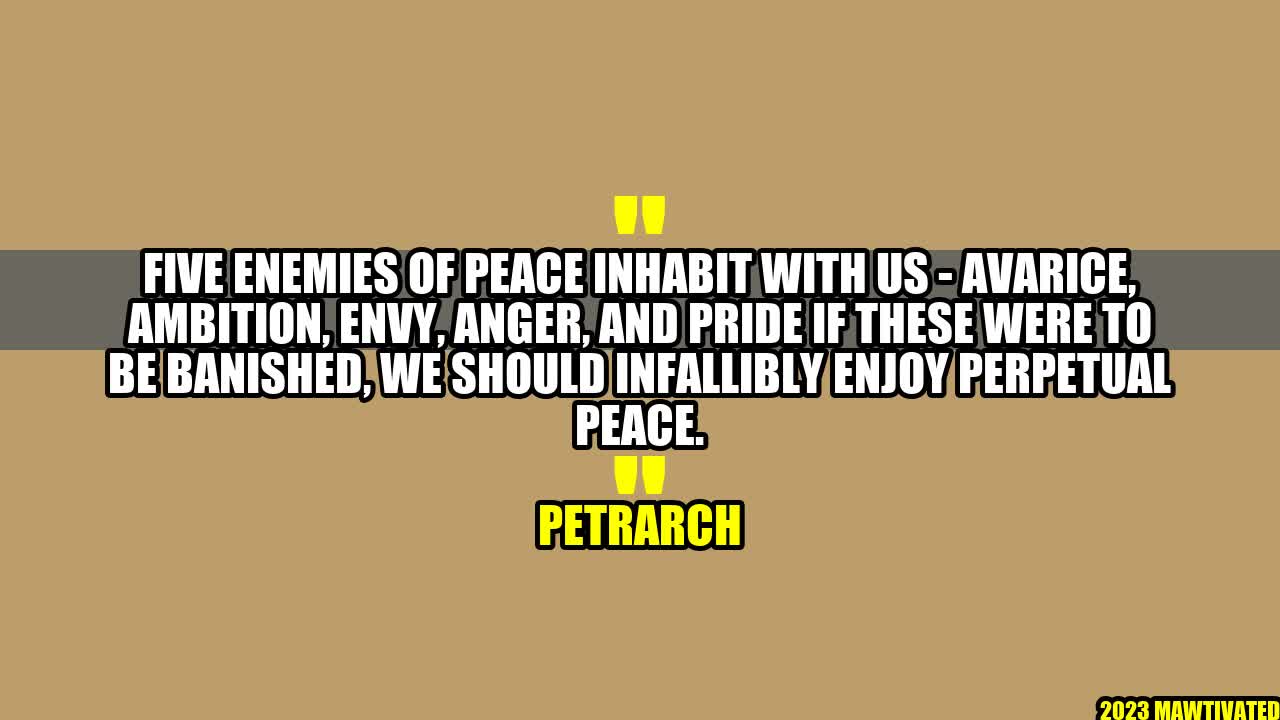 "
FIVE ENEMIES OF PEACE INHABIT WITH US - AVARICE,
AMBITION, ENVY, ANGER, AND PRIDE IF THESE WERE TO
BE BANISHED, WE SHOULD INFALLIBLY ENJOY PERPETUAL
PEACE.
"
PETRARCH
2023 MAWTIVATED